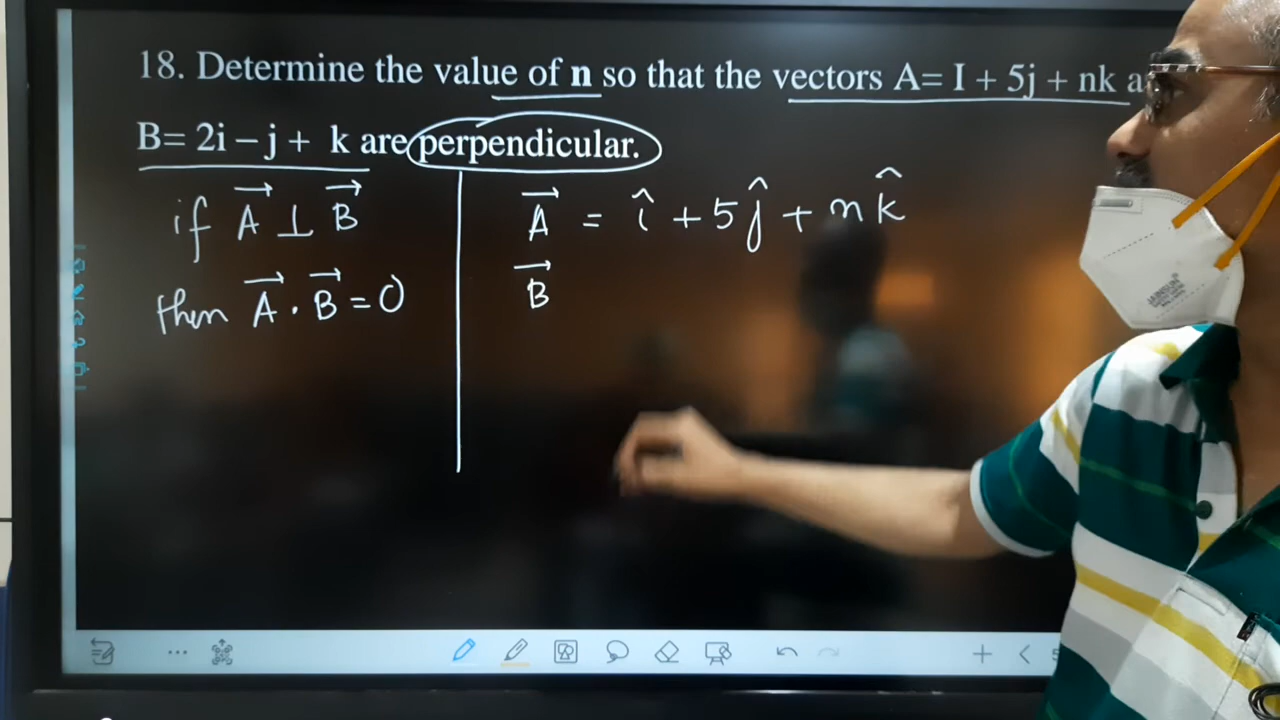 18. Determine the value of n so that the vectors A= I + 5j + nk
B= 2i – j + k are perpendicular.
if A⃗ ⊥ B⃗
then A⃗ . B⃗ = 0
A⃗ = î + 5ĵ + nk̂
B⃗